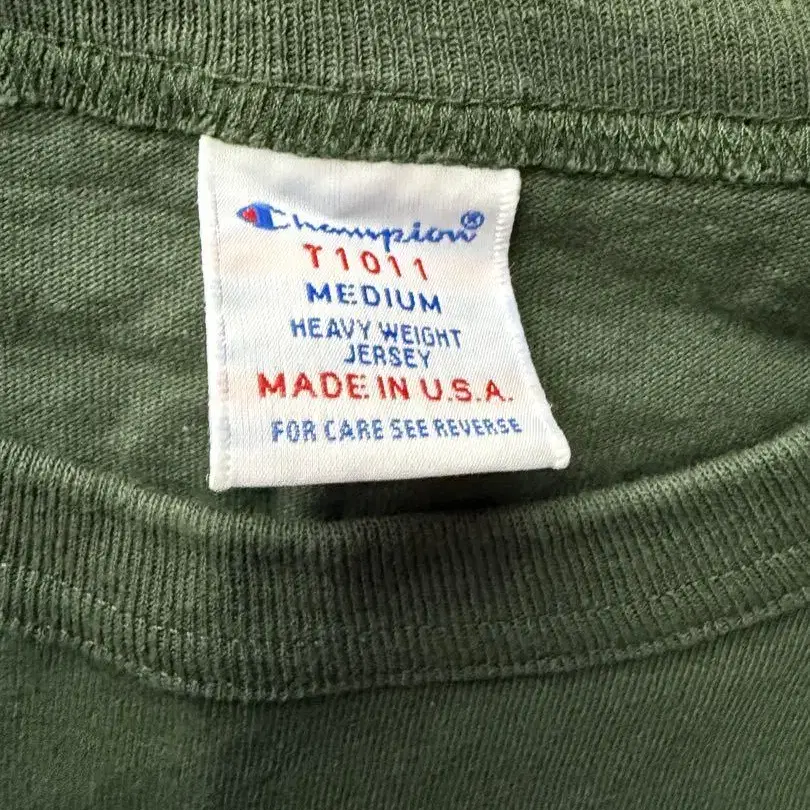 Champion®
T1011
MEDIUM
HEAVY WEIGHT
JERSEY
MADE IN U.S.A.
FOR CARE SEE REVERSE